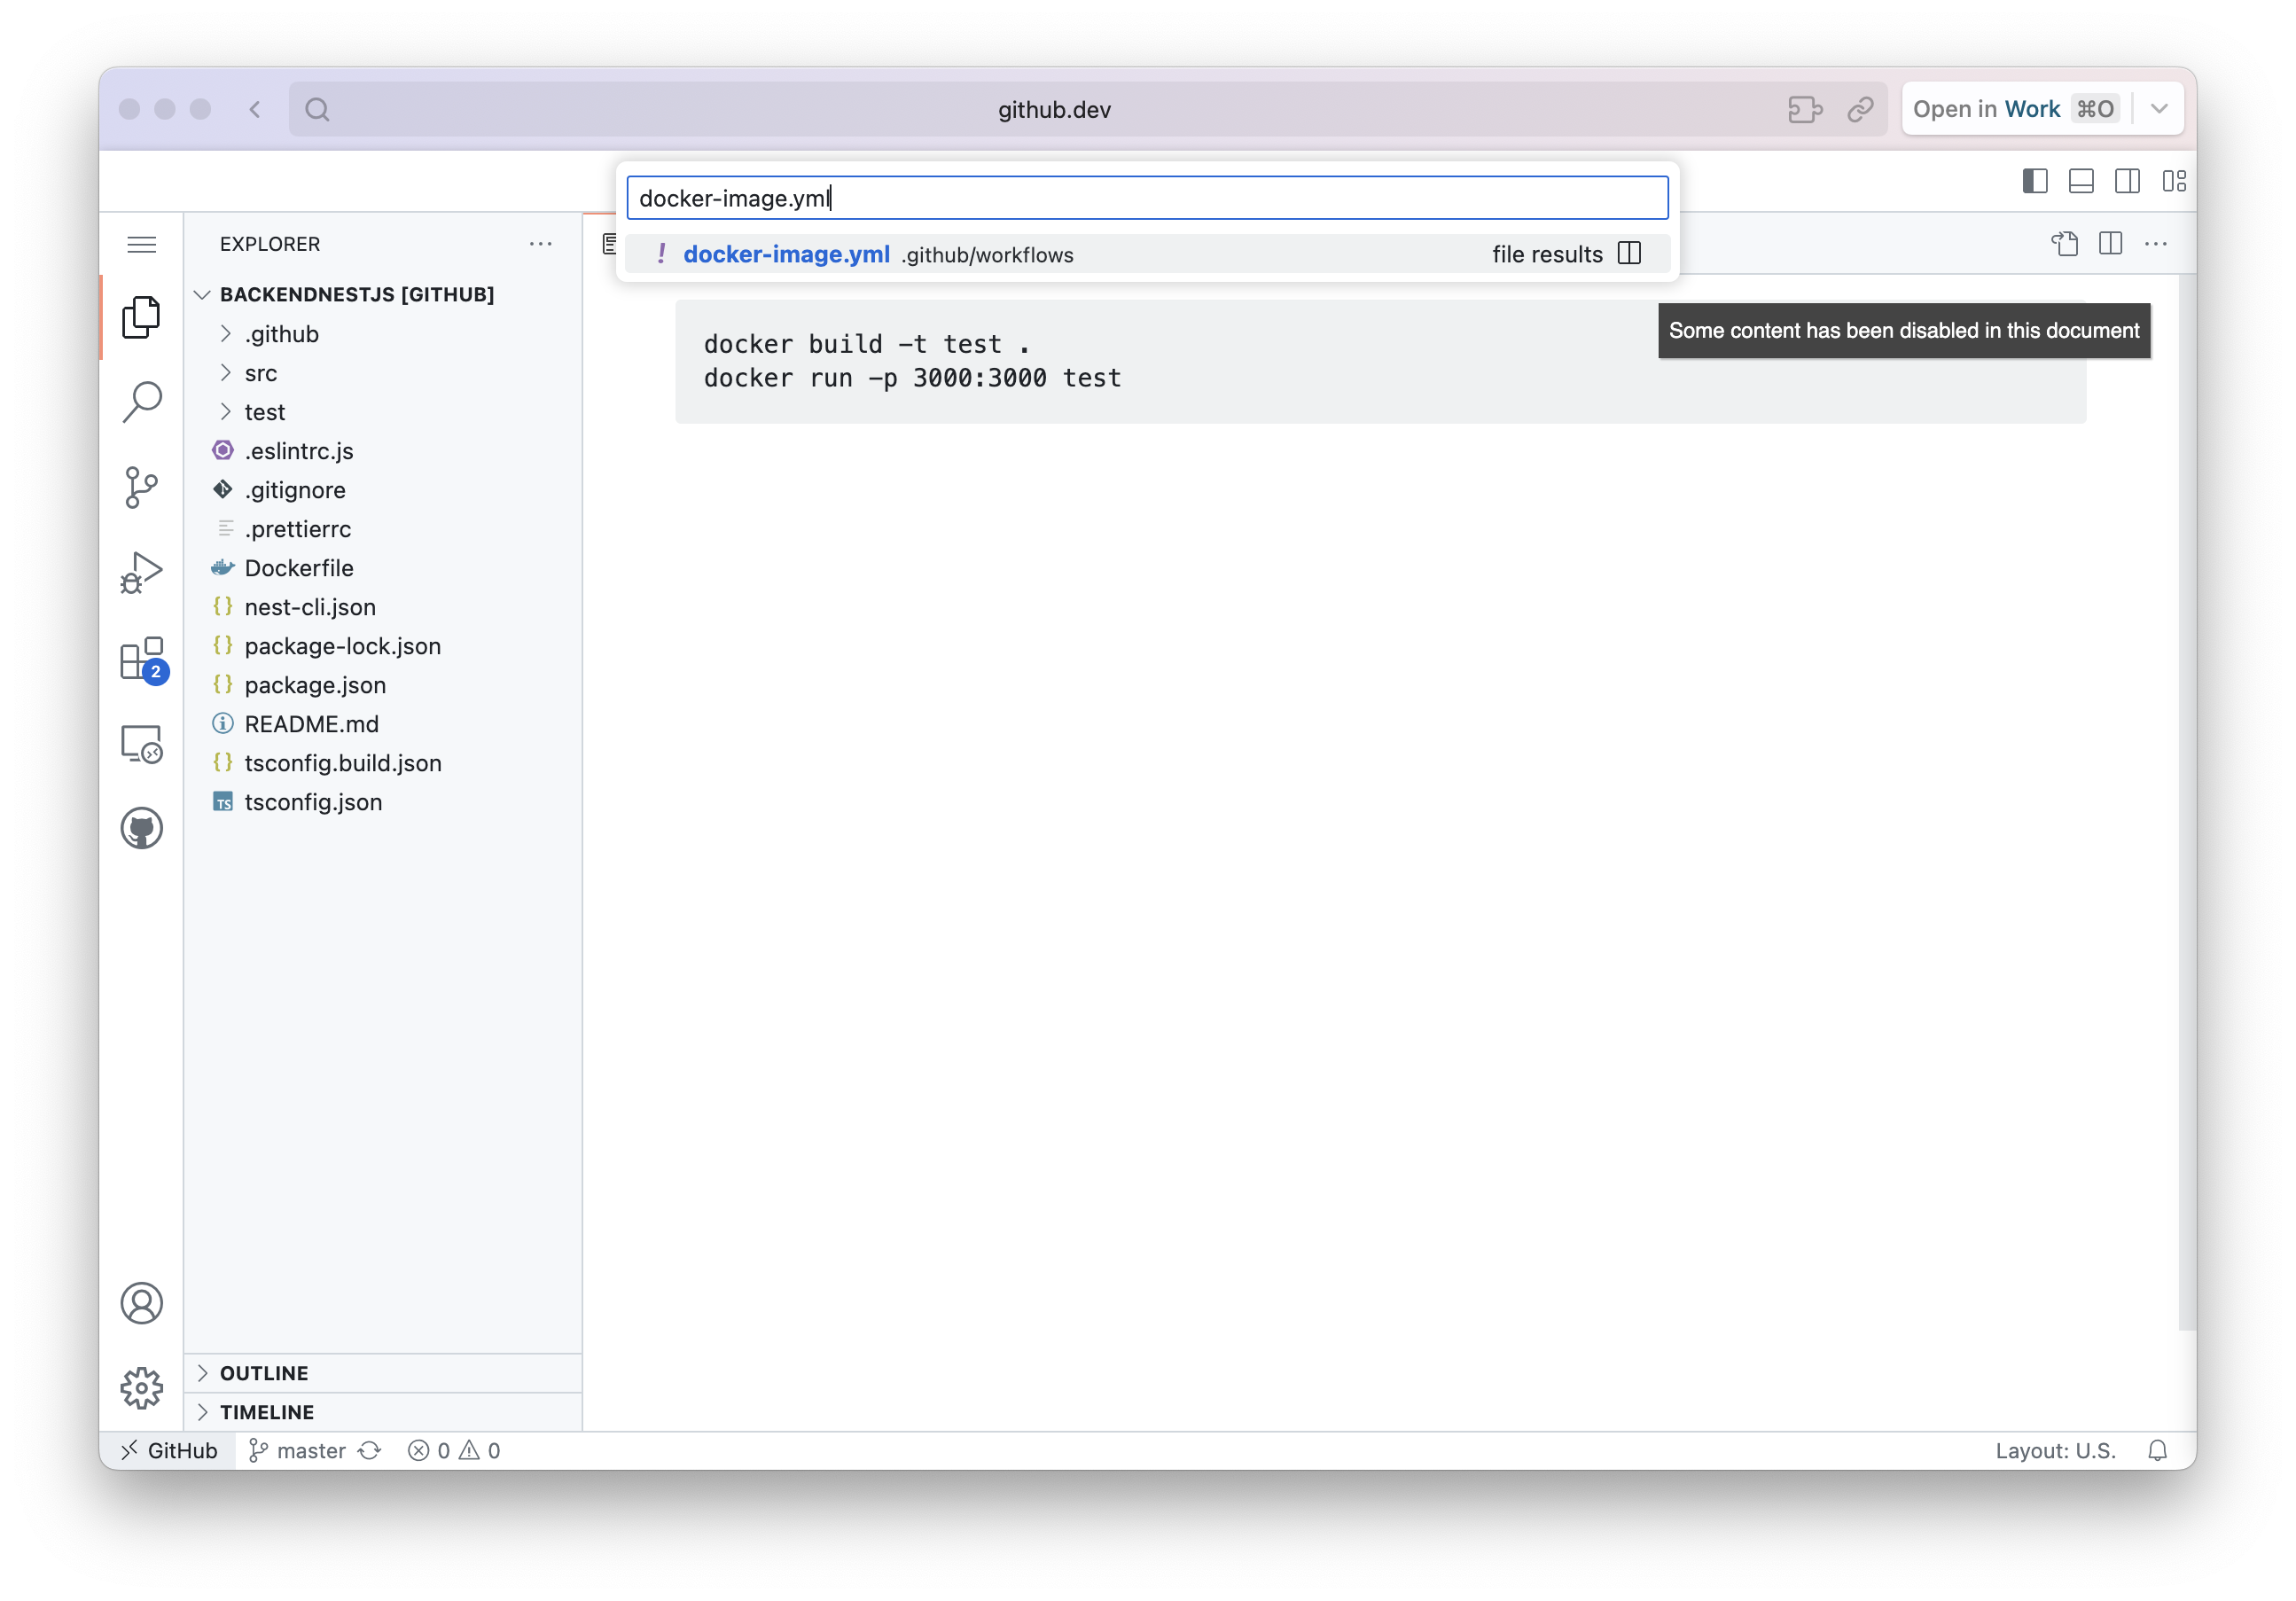 github.dev
Open in Work ⌘O
docker-image.yml
docker-image.yml .github/workflows file results
EXPLORER
BACKENDNESTJS [GITHUB]
.github
src
test
.eslintrc.js
.gitignore
.prettierrc
Dockerfile
nest-cli.json
package-lock.json
package.json
README.md
tsconfig.build.json
TS tsconfig.json
2
Some content has been disabled in this document
docker build -t test .
docker run -p 3000:3000 test
OUTLINE
TIMELINE
GitHub master 0 0 Layout: U.S.